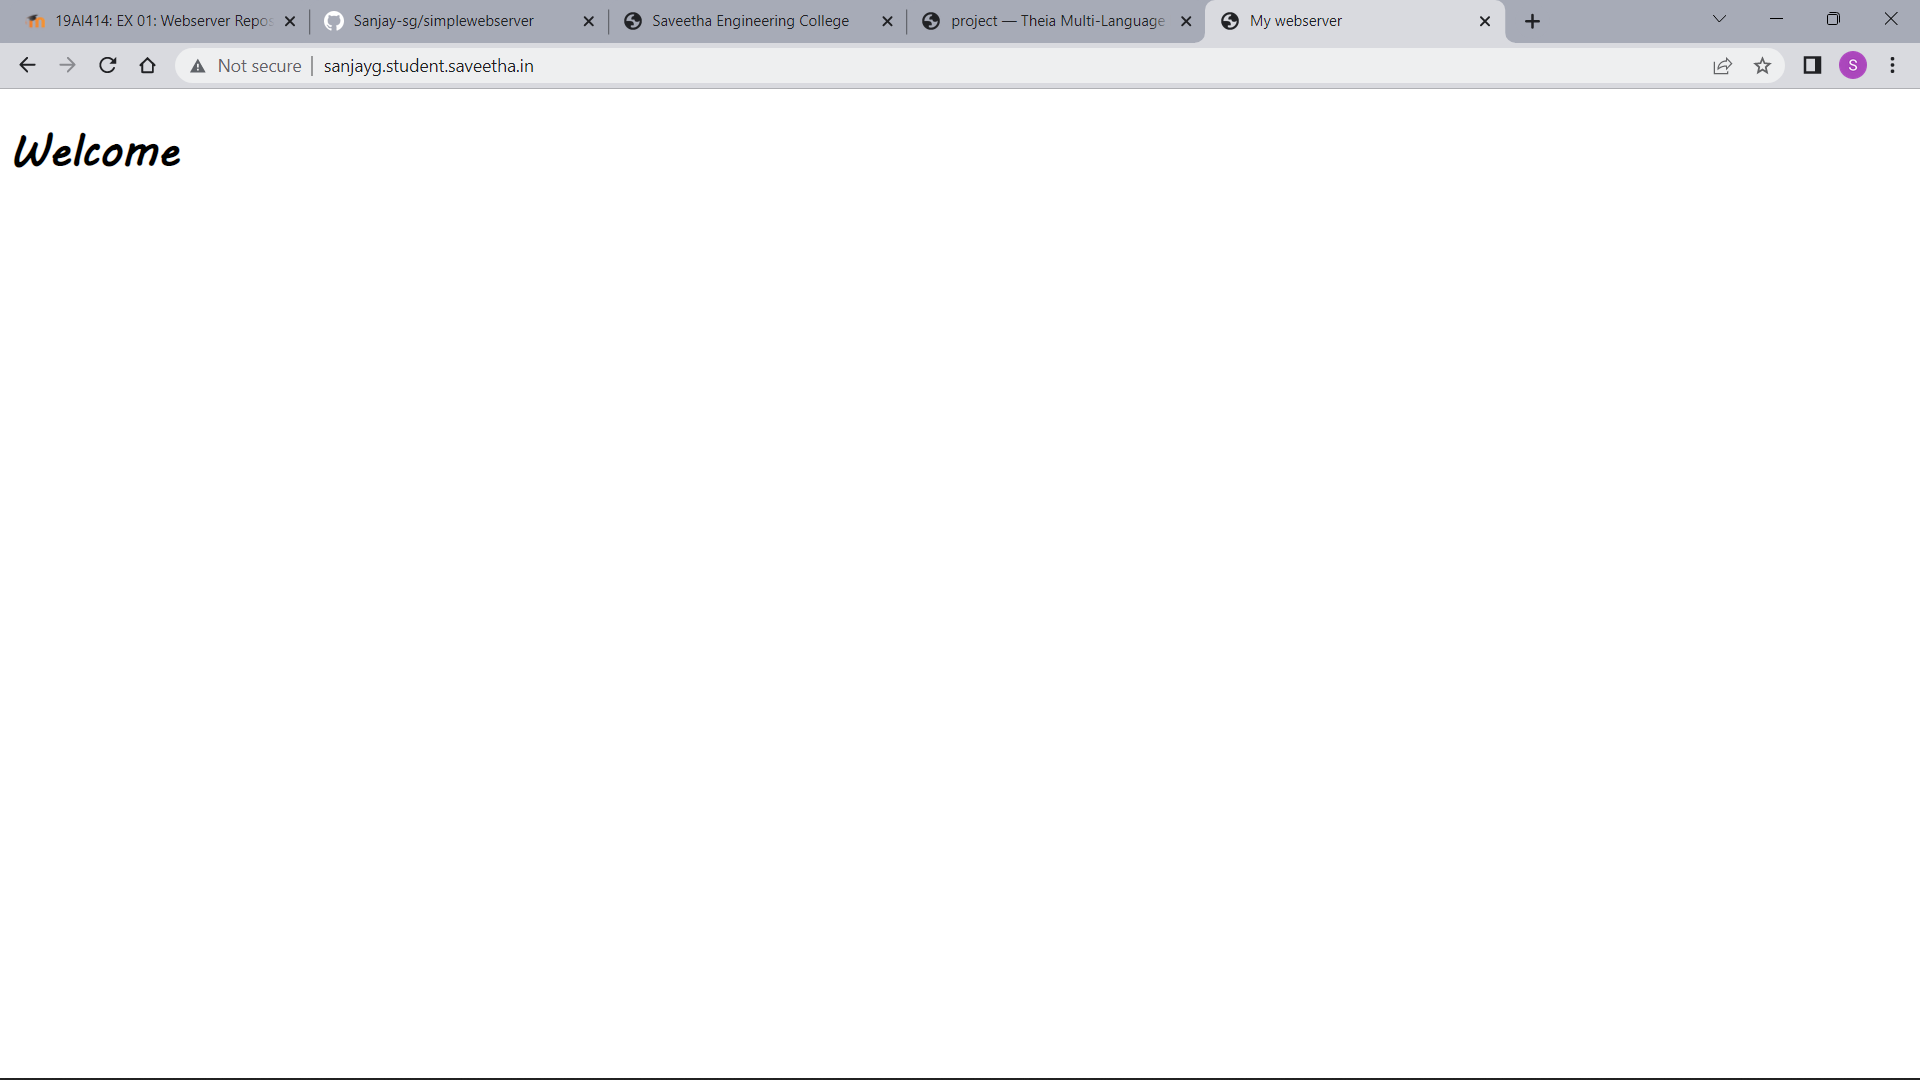 19AI414: EX 01: Webserver Repos
Sanjay-sg/simplewebserver
Saveetha Engineering College
project — Theia Multi-Language
My webserver
Not secure
sanjayg.student.saveetha.in
S
Welcome